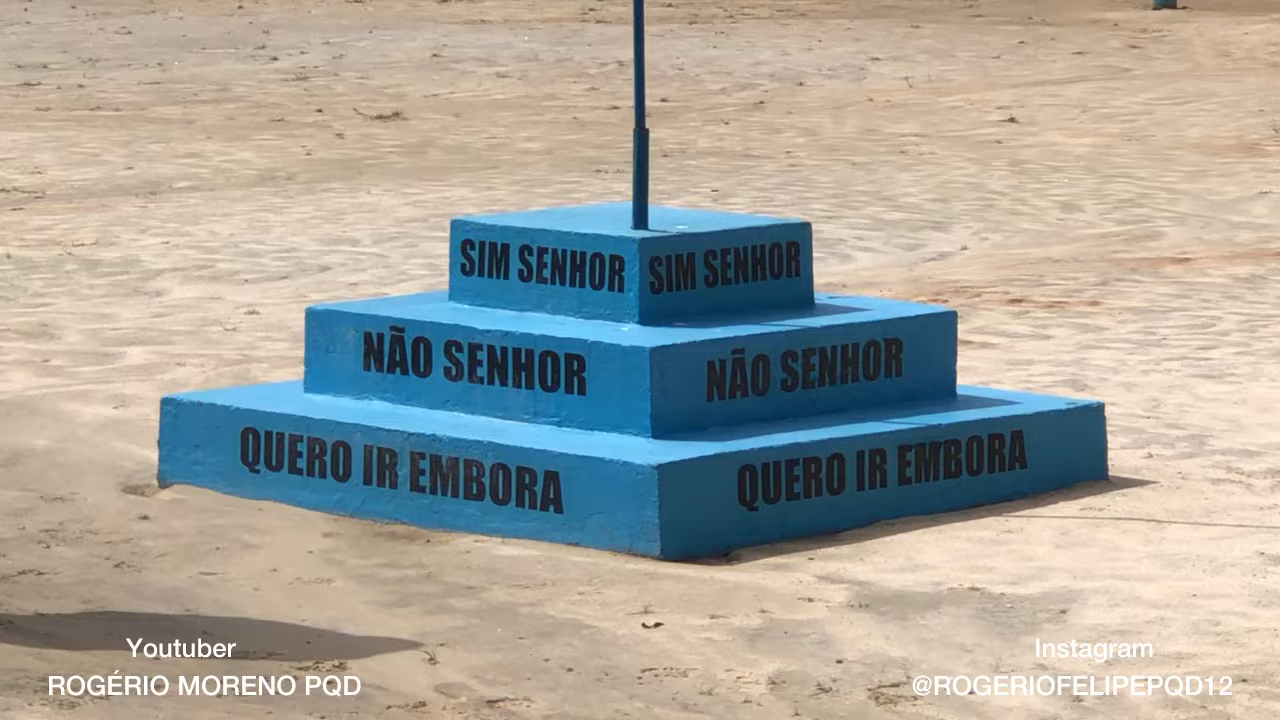 SIM SENHOR SIM SENHOR
NÃO SENHOR NÃO SENHOR
QUERO IR EMBORA QUERO IR EMBORA
Youtuber
ROGÉRIO MORENO PQD
Instagram
@ROGERIOFELIPEPQD12